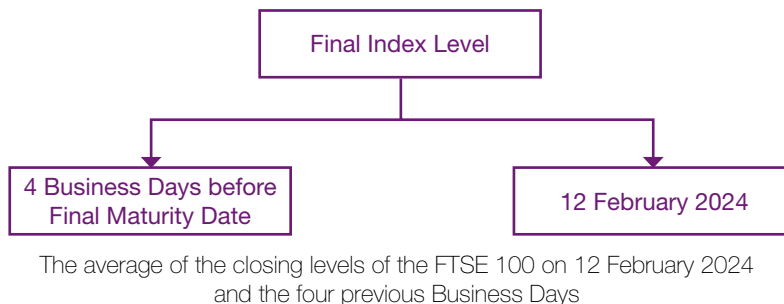 Final Index Level
4 Business Days before
Final Maturity Date
12 February 2024
The average of the closing levels of the FTSE 100 on 12 February 2024
and the four previous Business Days